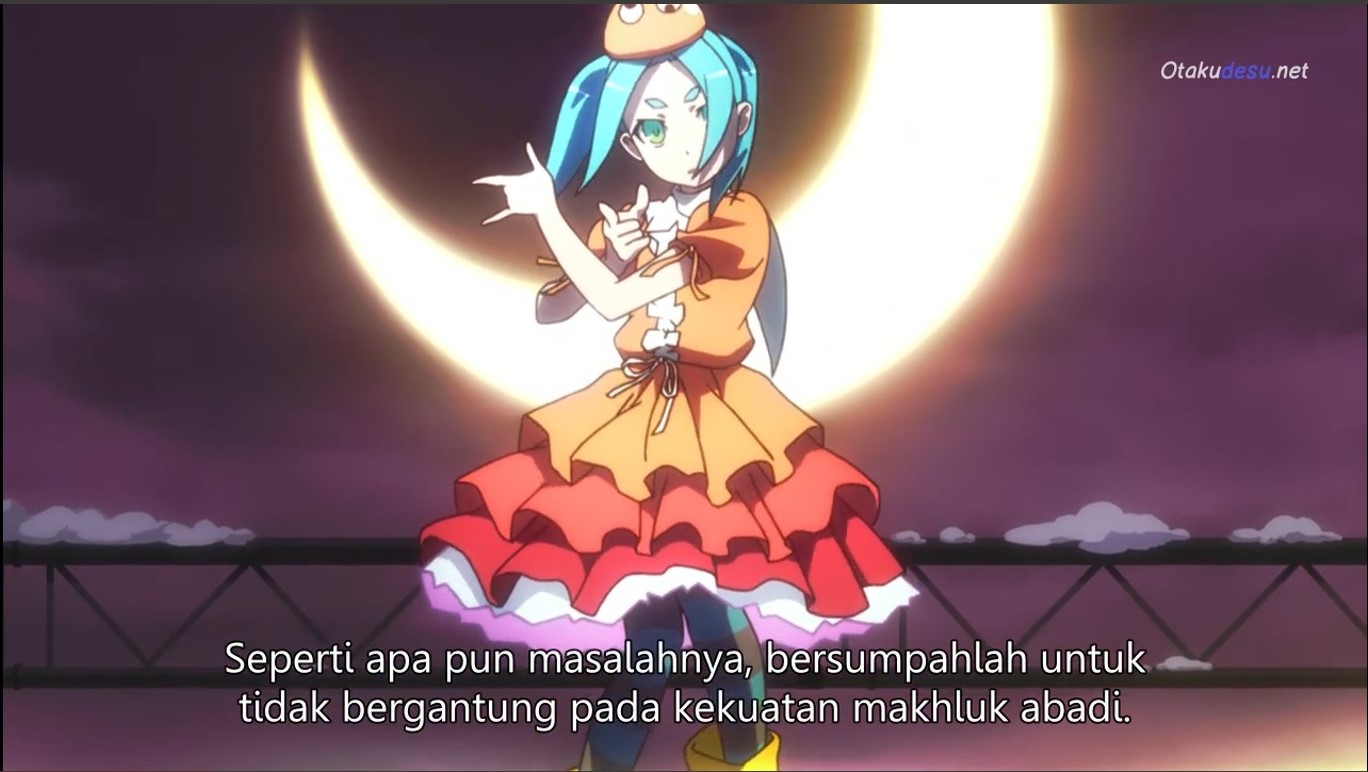 Otakudesu.net
Seperti apa pun masalahnya, bersumpahlah untuk
tidak bergantung pada kekuatan makhluk abadi.